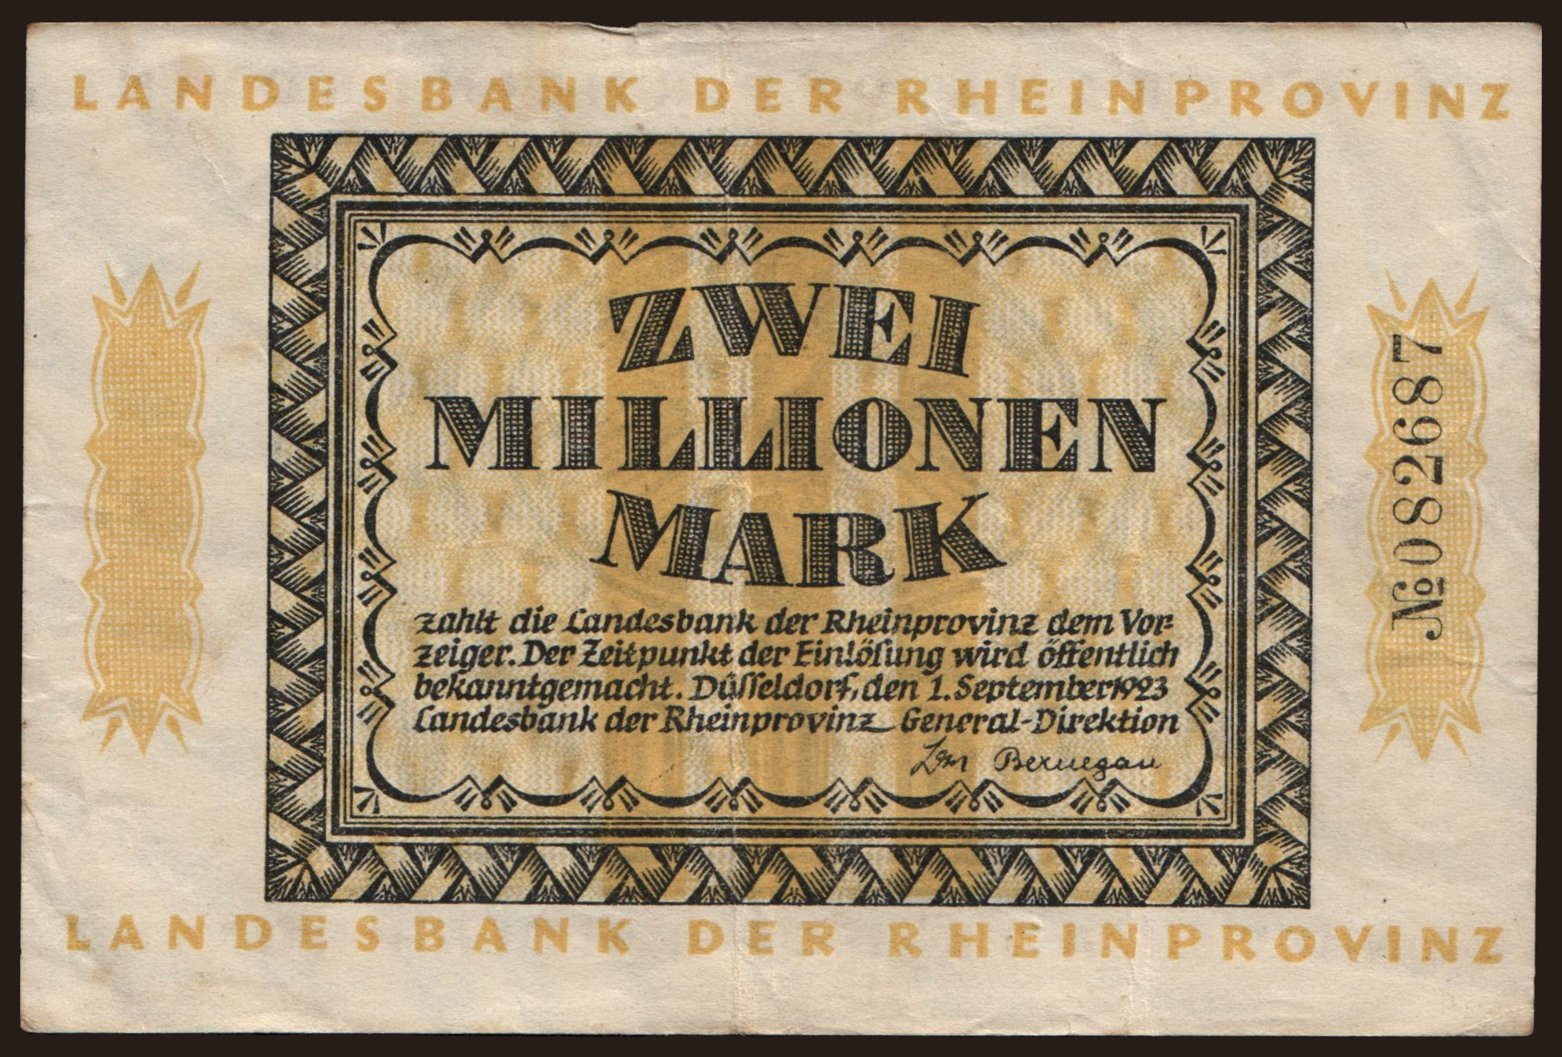 LANDESBANK DER RHEINPROVINZ
ZWEI
MILLIONEN
MARK
zahlt die Landesbank der Rheinprovinz dem Vor-
zeiger. Der Zeitpunkt der Einlösung wird öffentlich
bekanntgemacht. Düsseldorf, den 1. September 1923
Landesbank der Rheinprovinz General-Direktion
Bernegau
№082687
LANDESBANK DER RHEINPROVINZ